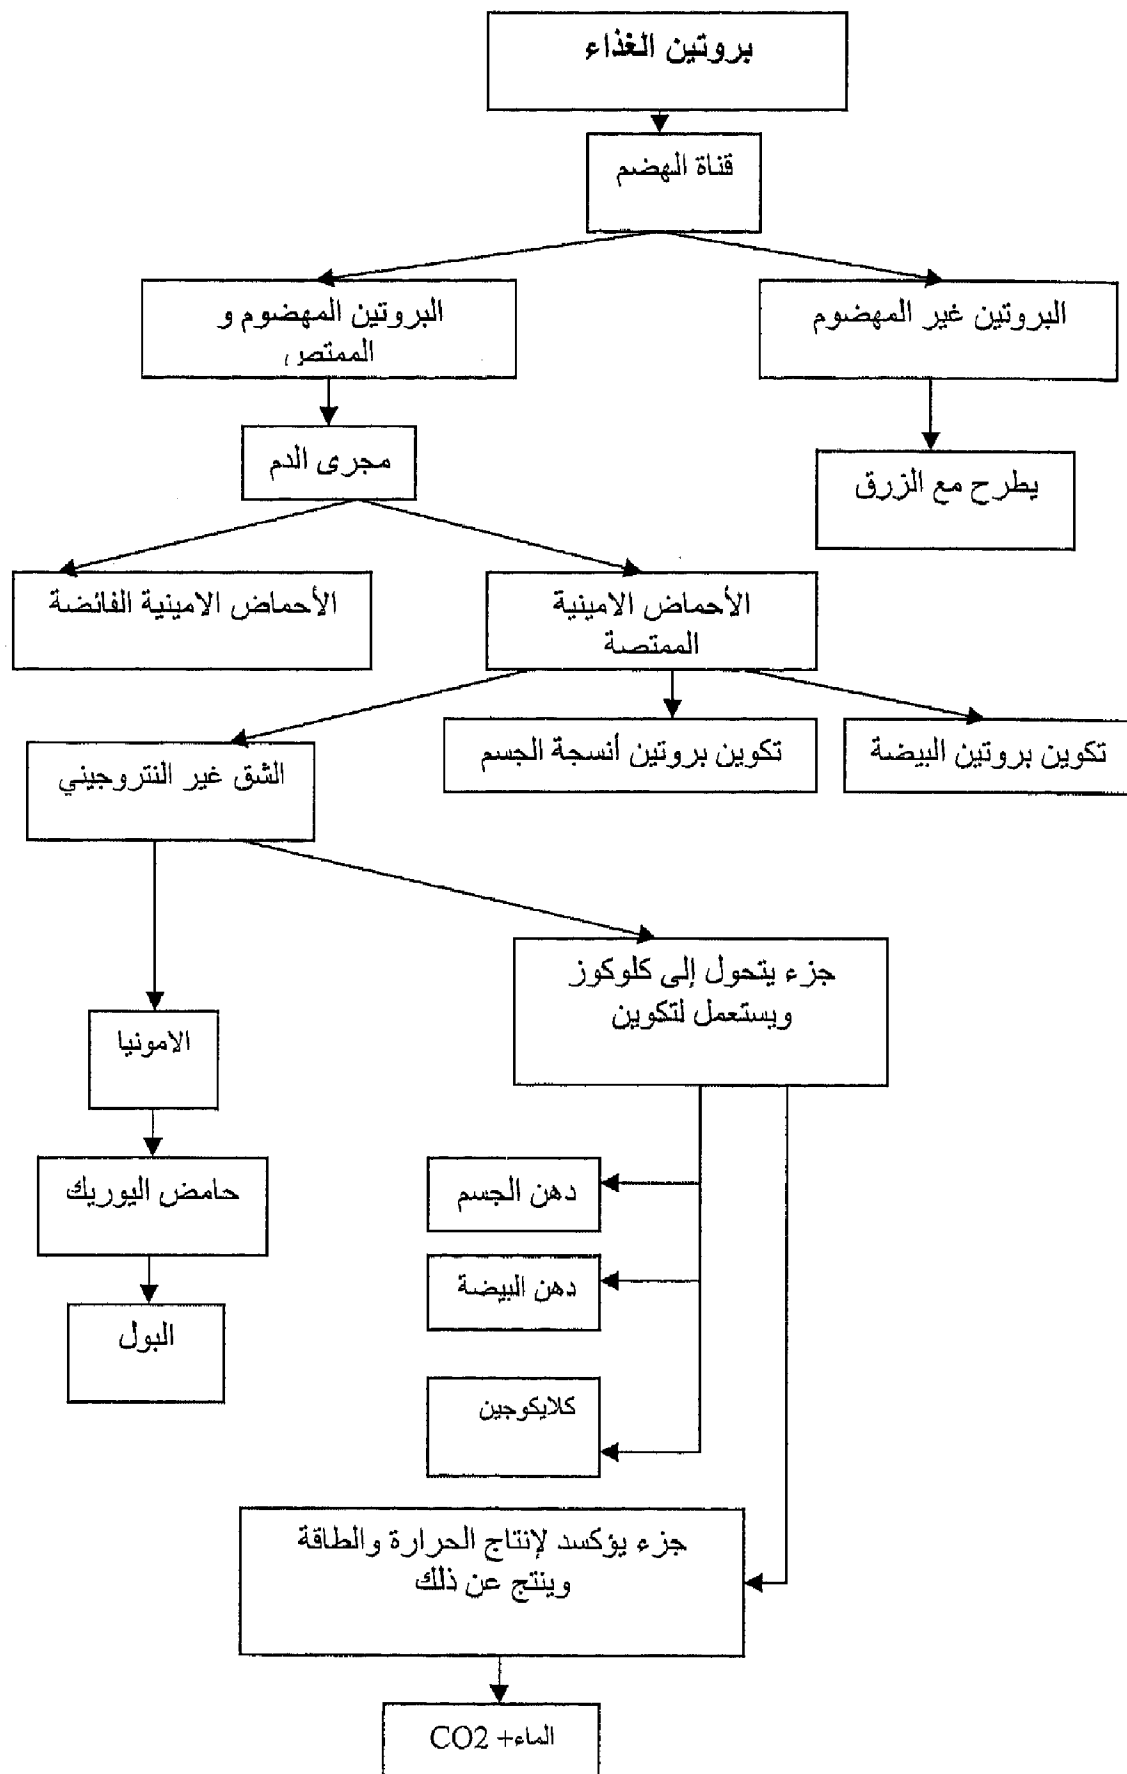 بروتين الغذاء
قناة الهضم
البروتين غير المهضوم
البروتين المهضوم و
الممتص
مجرى الدم
يطرح مع الزرق
الأحماض الامينية
الممتصة
الأحماض الامينية الفائضة
تكوين بروتين البيضة
تكوين بروتين أنسجة الجسم
الشق غير النتروجيني
جزء يتحول إلى كلوكوز
ويستعمل لتكوين
الامونيا
حامض اليوريك
البول
دهن الجسم
دهن البيضة
كلايكوجين
جزء يؤكسد لإنتاج الحرارة والطاقة
وينتج عن ذلك
الماء+ CO2